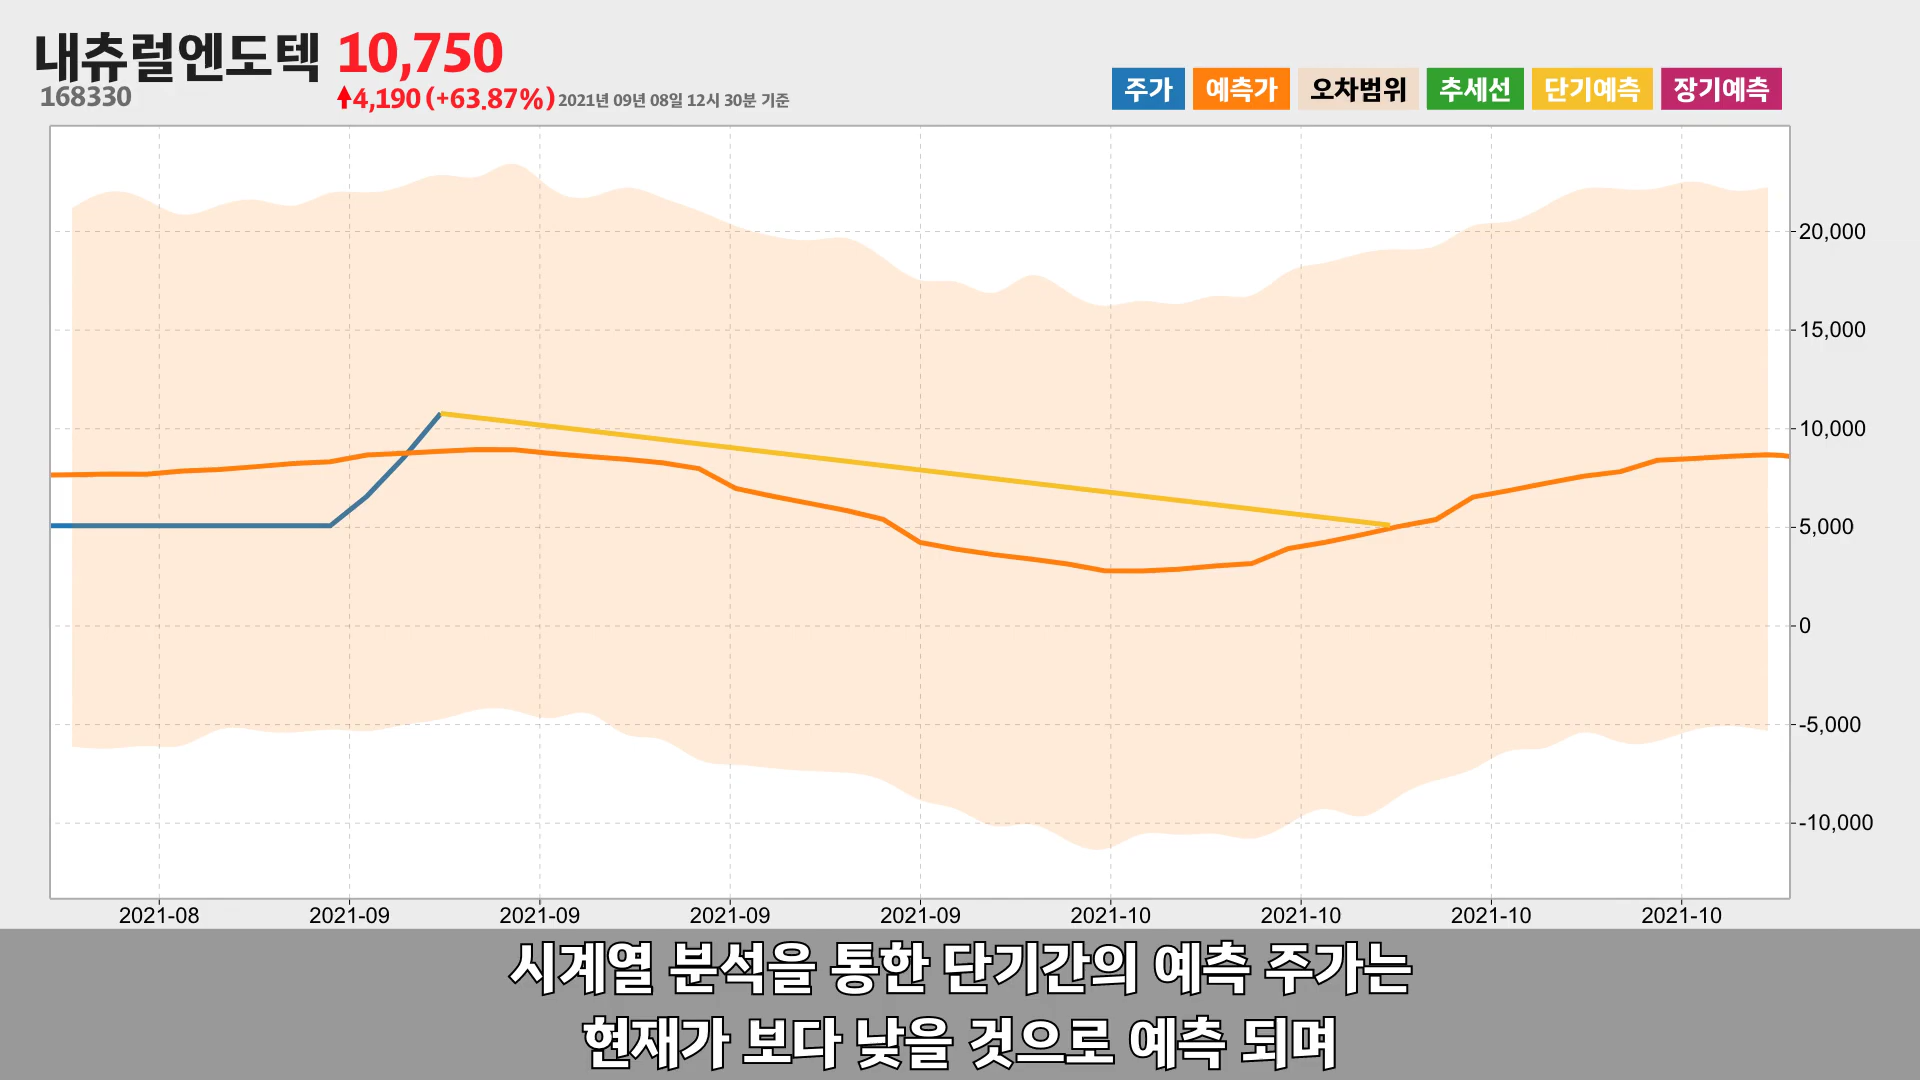 내츄럴엔도텍 10,750
168330
4,190 (+63.87%) 2021년 09월 08일 12시 30분 기준
주가 예측가 오차범위 추세선 단기예측 장기예측
20,000
15,000
10,000
5,000
0
-5,000
-10,000
2021-08 2021-09 2021-09 2021-09 2021-09 2021-10 2021-10 2021-10 2021-10
시계열 분석을 통한 단기간의 예측 주가는
현재가 보다 낮을 것으로 예측 되며